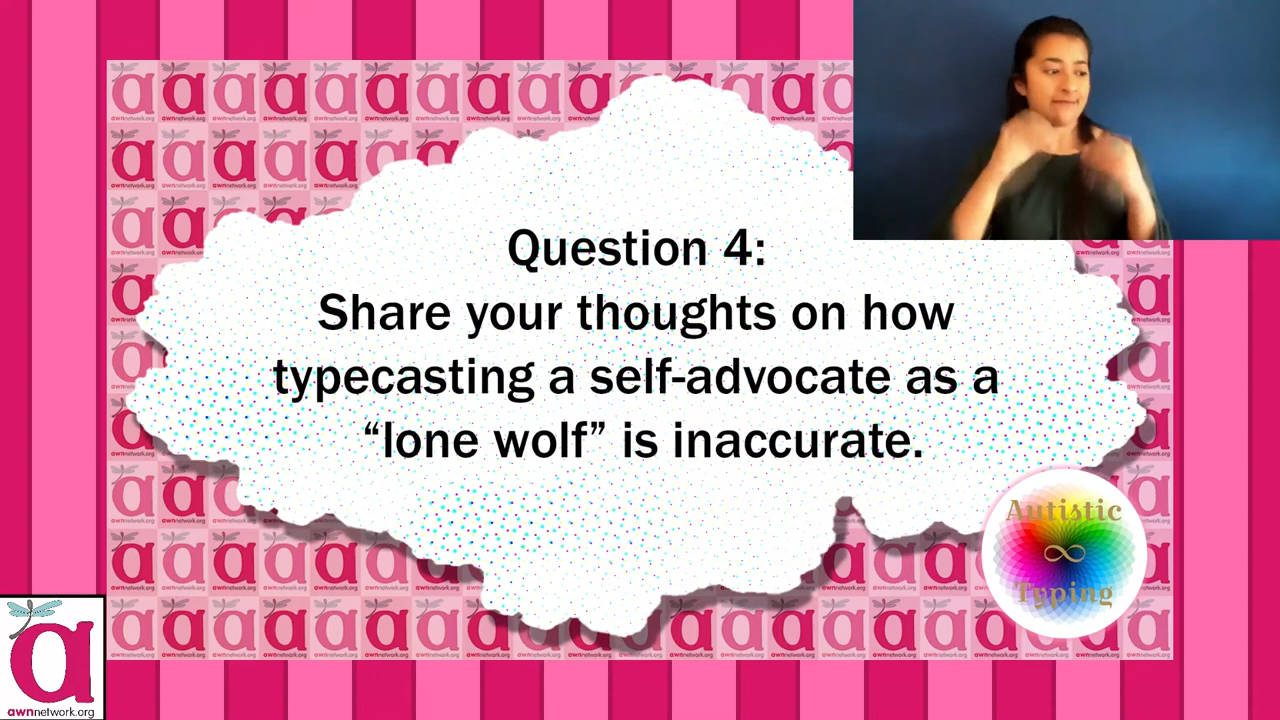 Question 4:
Share your thoughts on how
typecasting a self-advocate as a
“lone wolf” is inaccurate.
Autistic
Typing
a
awnnetwork.org